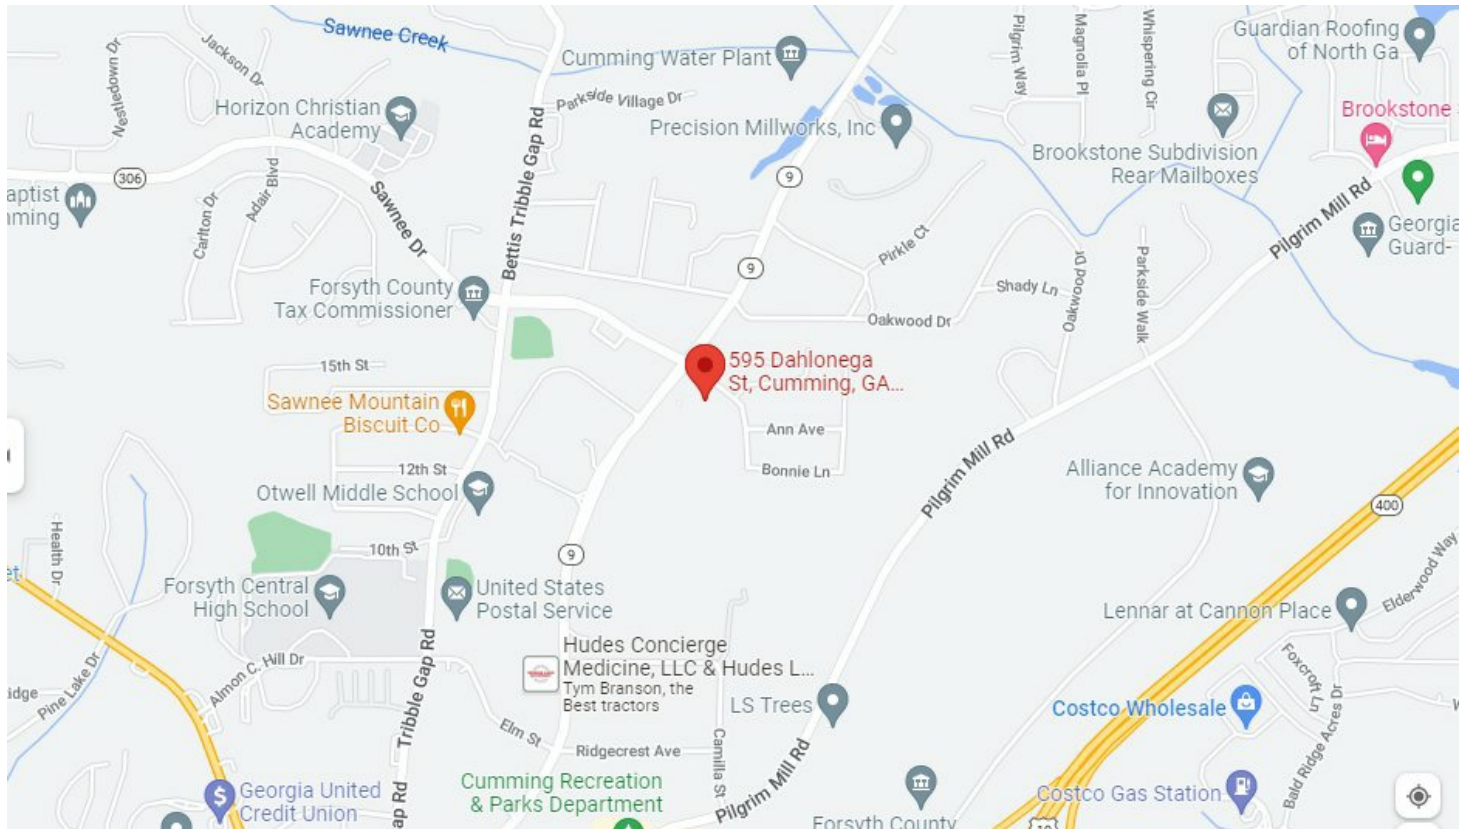 Sawnee Creek
Nestledown Dr
Jackson Dr
Cumming Water Plant
Pilgrim Way
Magnolia Pl
Whispering Cir
Guardian Roofing
of North Ga
Horizon Christian
Academy
Parkside Village Dr
Precision Millworks, Inc
Brookstone
Brookstone Subdivision
Rear Mailboxes
306
9
aptist
mming
Carlton Dr
Adair Blvd
Sawnee Dr
Bettis Tribble Gap Rd
Pilgrim Mill Rd
Georgia
Guard-
Pirkle Ct
9
Forsyth County
Tax Commissioner
Shady Ln
Oakwood Dr
Parkside Walk
Oakwood Dr
15th St
595 Dahlonega
St, Cumming, GA...
Sawnee Mountain
Biscuit Co
Ann Ave
12th St
Bonnie Ln
Pilgrim Mill Rd
Alliance Academy
for Innovation
Otwell Middle School
400
Health Dr
10th St
9
et
Elderwood Way
Forsyth Central
High School
United States
Postal Service
Lennar at Cannon Place
Hudes Concierge
Medicine, LLC & Hudes L...
Tym Branson, the
Best tractors
idge
Pine Lake Dr
Almon C. Hill Dr
Tribble Gap Rd
LS Trees
Foxcroft Ln
Costco Wholesale
Elm St
Ridgecrest Ave
Camilla St
Pilgrim Mill Rd
Bald Ridge Acres Dr
Georgia United
Credit Union
ap Rd
Cumming Recreation
& Parks Department
Costco Gas Station
Forsyth County
19